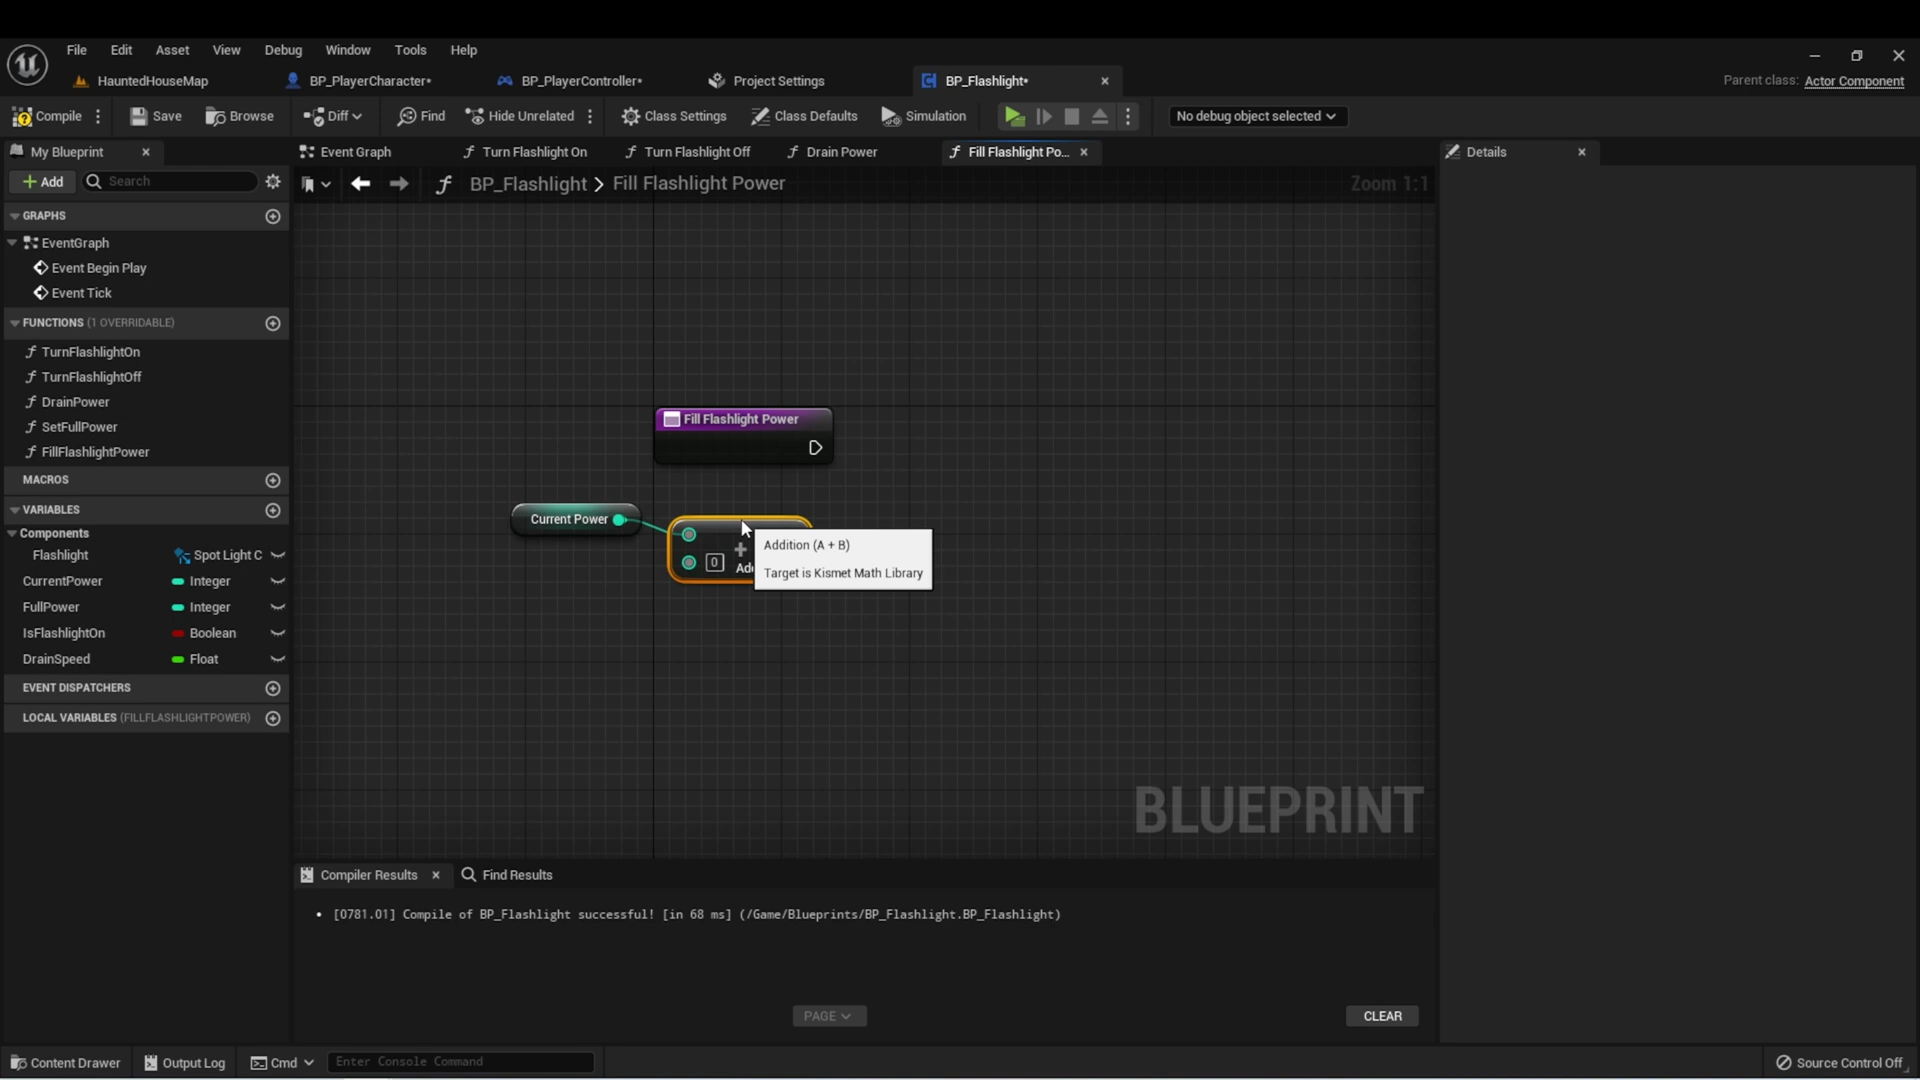 File Edit Asset View Debug Window Tools Help
HauntedHouseMap BP_PlayerCharacter* BP_PlayerController* Project Settings BP_Flashlight*
Parent class: Actor Component
Compile Save Browse Diff Find Hide Unrelated Class Settings Class Defaults Simulation No debug object selected
My Blueprint
Event Graph Turn Flashlight On Turn Flashlight Off Drain Power Fill Flashlight Po...
Details
Add Search
BP_Flashlight > Fill Flashlight Power
Zoom 1:1
GRAPHS
EventGraph
Event Begin Play
Event Tick
FUNCTIONS (1 OVERRIDABLE)
TurnFlashlightOn
TurnFlashlightOff
DrainPower
SetFullPower
FillFlashlightPower
MACROS
VARIABLES
Components
Flashlight Spot Light C
CurrentPower Integer
FullPower Integer
IsFlashlightOn Boolean
DrainSpeed Float
EVENT DISPATCHERS
LOCAL VARIABLES (FILLFLASHLIGHTPOWER)
Fill Flashlight Power
Current Power
0
Addition (A + B)
Target is Kismet Math Library
BLUEPRINT
Compiler Results Find Results
• [0781.01] Compile of BP_Flashlight successful! [in 68 ms] (/Game/Blueprints/BP_Flashlight.BP_Flashlight)
PAGE
CLEAR
Content Drawer Output Log Cmd Enter Console Command
Source Control Off